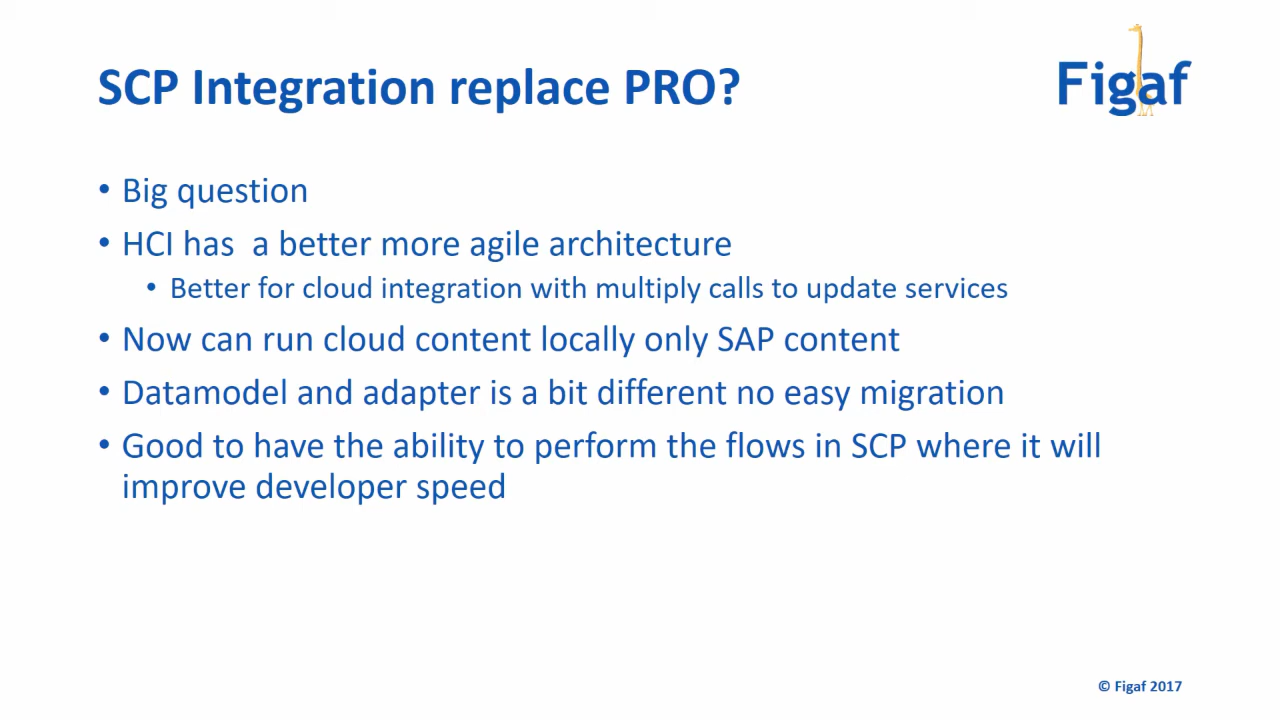 SCP Integration replace PRO?
Figaf
• Big question
• HCI has  a better more agile architecture
• Better for cloud integration with multiply calls to update services
• Now can run cloud content locally only SAP content
• Datamodel and adapter is a bit different no easy migration
• Good to have the ability to perform the flows in SCP where it will
improve developer speed
© Figaf 2017